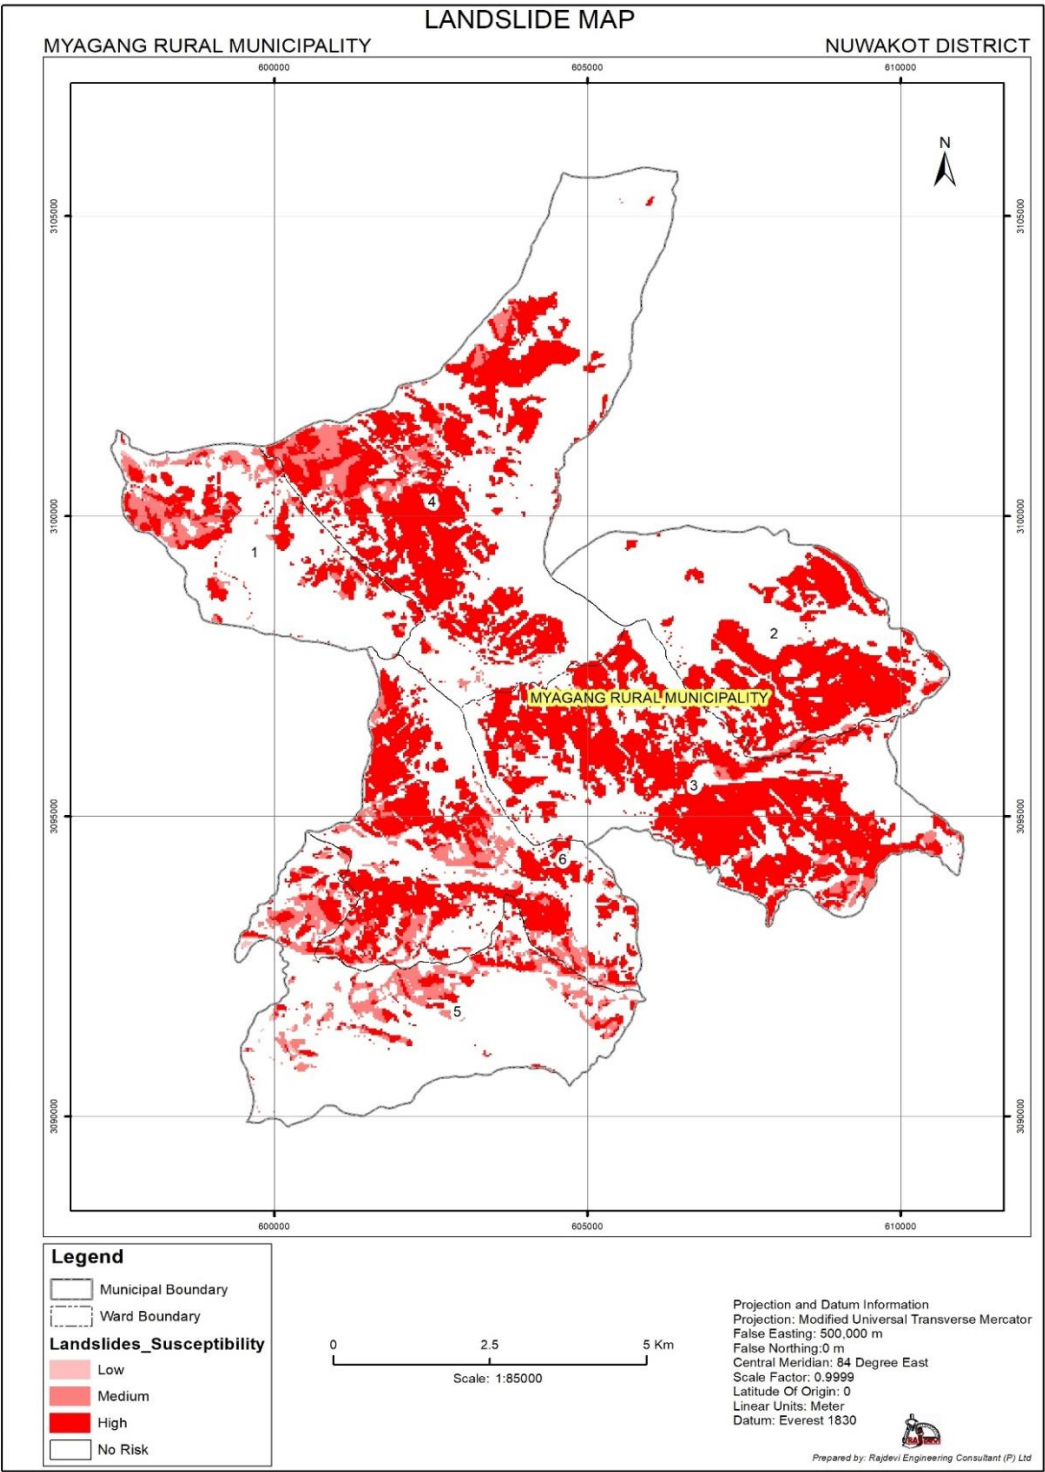 LANDSLIDE MAP
MYAGANG RURAL MUNICIPALITY
NUWAKOT DISTRICT
600000 605000 610000
N
3105000 3105000
4
3100000 3100000
1
2
MYAGANG RURAL MUNICIPALITY
3
3095000 3095000
6
5
3090000 3090000
600000 605000 610000
Legend
Municipal Boundary
Ward Boundary
Landslides_Susceptibility
Low
Medium
High
No Risk
0 2.5 5 Km
Scale: 1:85000
Projection and Datum Information
Projection: Modified Universal Transverse Mercator
False Easting: 500,000 m
False Northing:0 m
Central Meridian: 84 Degree East
Scale Factor: 0.9999
Latitude Of Origin: 0
Linear Units: Meter
Datum: Everest 1830
Prepared by: Rajdevi Engineering Consultant (P) Ltd